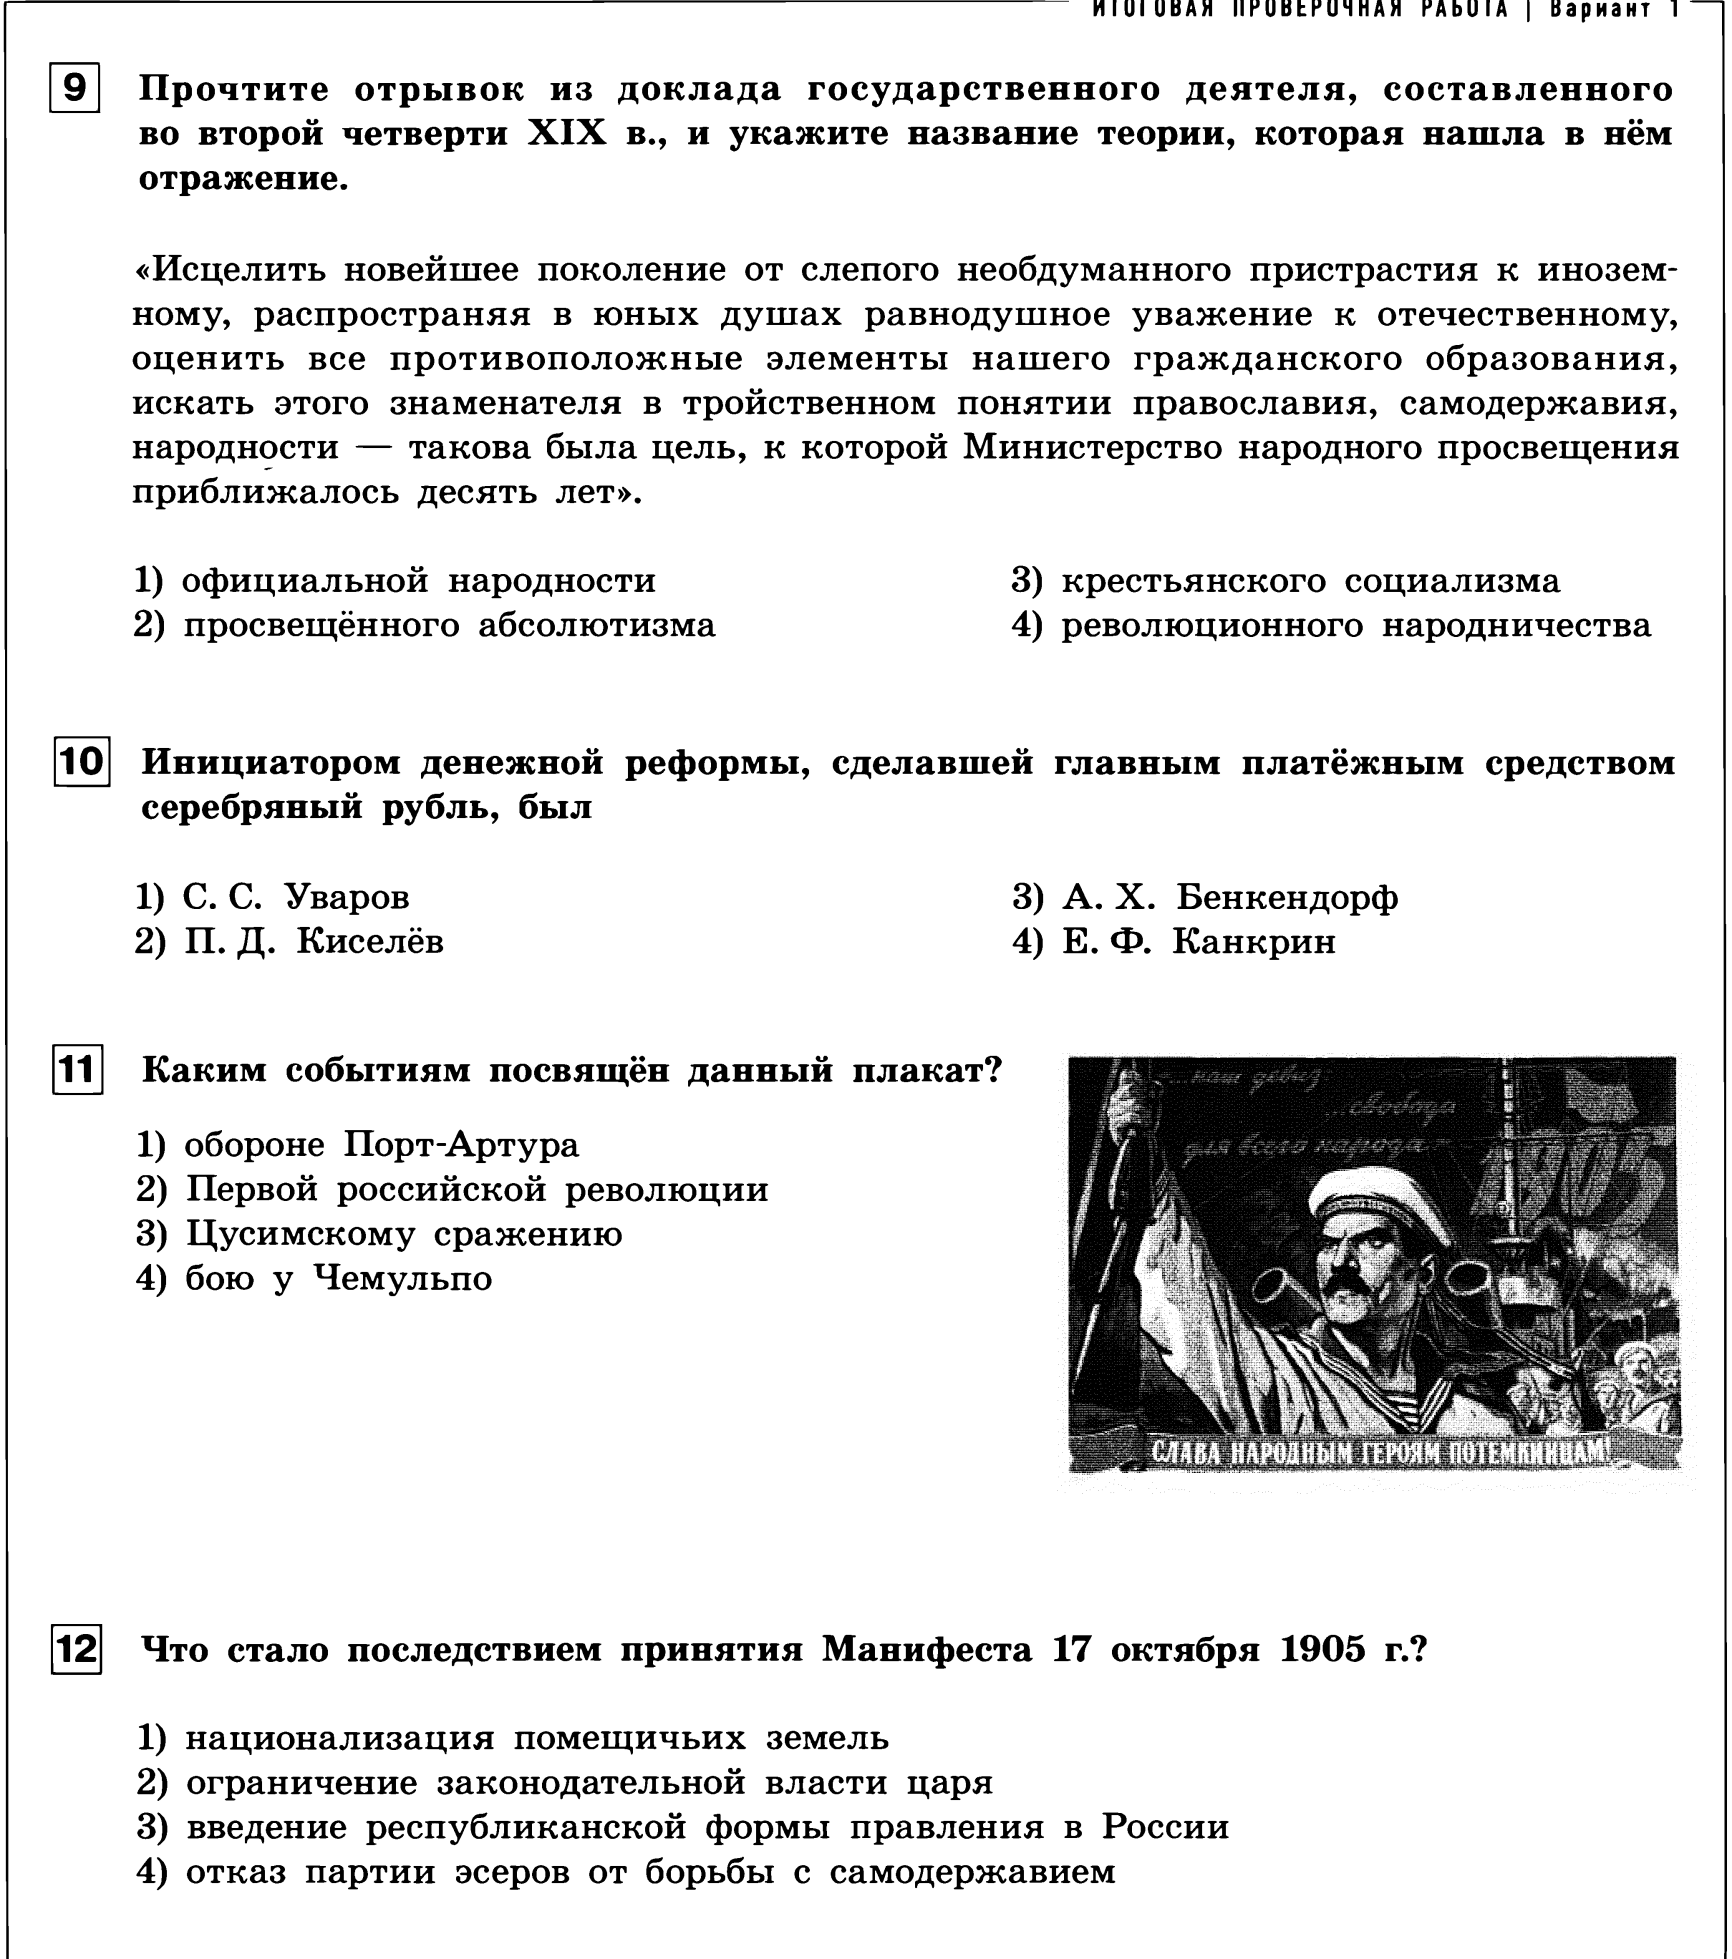 ИТОГОВАЯ ПРОВЕРОЧНАЯ РАБОТА | Вариант 1
9 Прочтите отрывок из доклада государственного деятеля, составленного
во второй четверти XIX в., и укажите название теории, которая нашла в нём
отражение.
«Исцелить новейшее поколение от слепого необдуманного пристрастия к инозем-
ному, распространяя в юных душах равнодушное уважение к отечественному,
оценить все противоположные элементы нашего гражданского образования,
искать этого знаменателя в тройственном понятии православия, самодержавия,
народности — такова была цель, к которой Министерство народного просвещения
приближалось десять лет».
1) официальной народности
2) просвещённого абсолютизма
3) крестьянского социализма
4) революционного народничества
10 Инициатором денежной реформы, сделавшей главным платёжным средством
серебряный рубль, был
1) С. С. Уваров
2) П. Д. Киселёв
3) А. Х. Бенкендорф
4) Е. Ф. Канкрин
11 Каким событиям посвящён данный плакат?
1) обороне Порт-Артура
2) Первой российской революции
3) Цусимскому сражению
4) бою у Чемульпо
...наш девиз
...свобода
для всего народа...
1905
СЛАВА НАРОДНЫМ ГЕРОЯМ ПОТЕМКИНЦАМ!
12 Что стало последствием принятия Манифеста 17 октября 1905 г.?
1) национализация помещичьих земель
2) ограничение законодательной власти царя
3) введение республиканской формы правления в России
4) отказ партии эсеров от борьбы с самодержавием